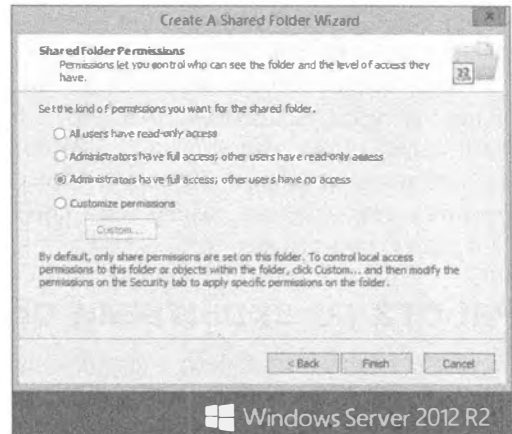 Create A Shared Folder Wizard
Shared Folder Permissions
Permissions let you control who can see the folder and the level of access they
have.
Set the kind of permissions you want for the shared folder.
All users have read-only access
Administrators have full access; other users have read-only access
Administrators have full access; other users have no access
Customize permissions
Custom...
By default, only share permissions are set on this folder. To control local access
permissions to this folder or objects within the folder, click Custom... and then modify the
permissions on the Security tab to apply specific permissions on the folder.
< Back
Finish
Cancel
Windows Server 2012 R2